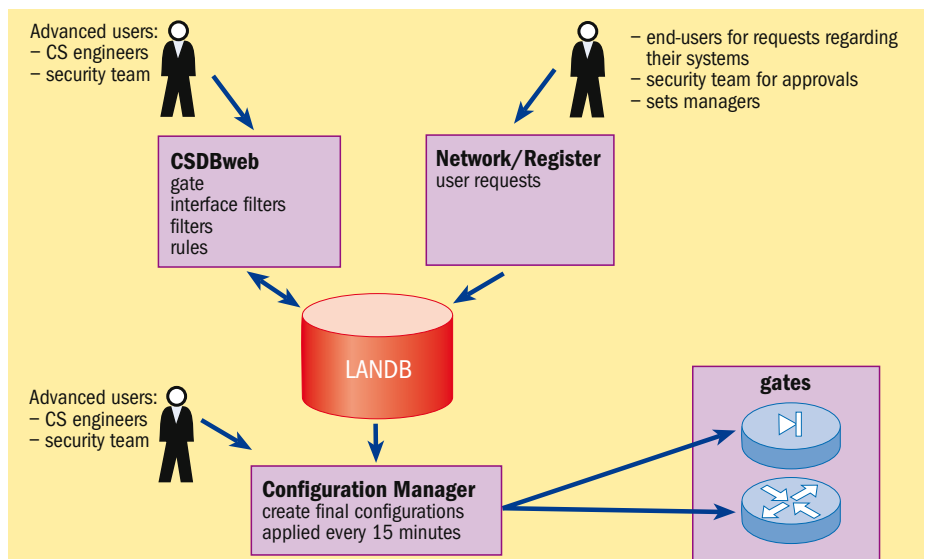 Advanced users:
– CS engineers
– security team
– end-users for requests regarding
their systems
– security team for approvals
– sets managers
CSDBweb
gate
interface filters
filters
rules
Network/Register
user requests
LANDB
Advanced users:
– CS engineers
– security team
gates
Configuration Manager
create final configurations
applied every 15 minutes